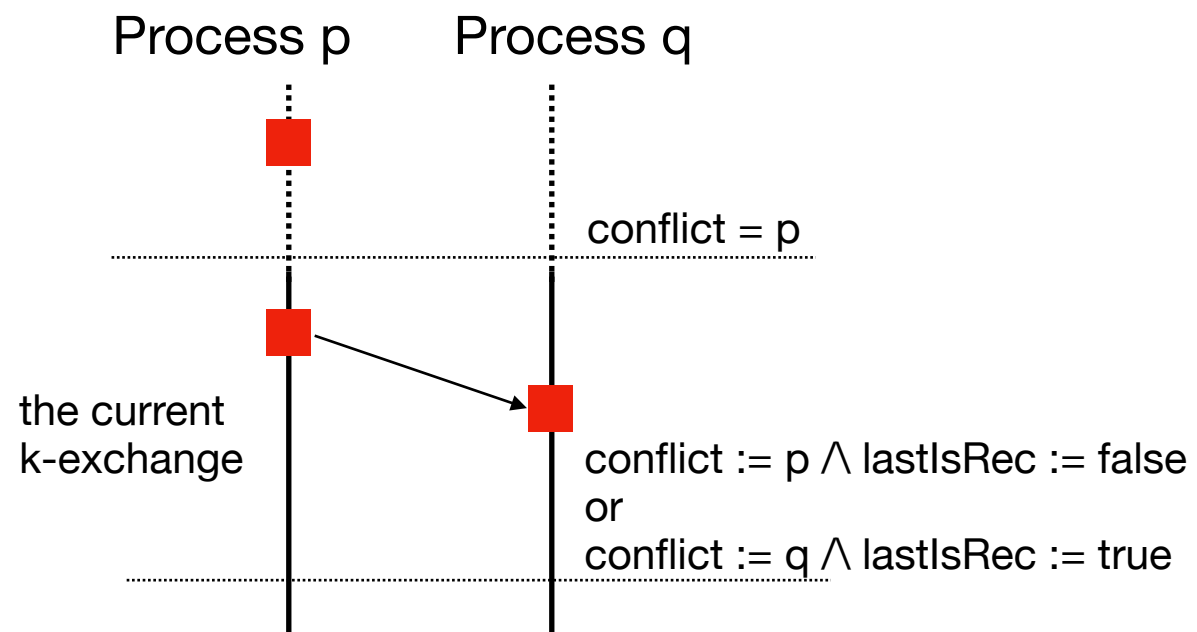 Process p
Process q
conflict = p
the current
k-exchange
conflict := p ∧ lastIsRec := false
or
conflict := q ∧ lastIsRec := true